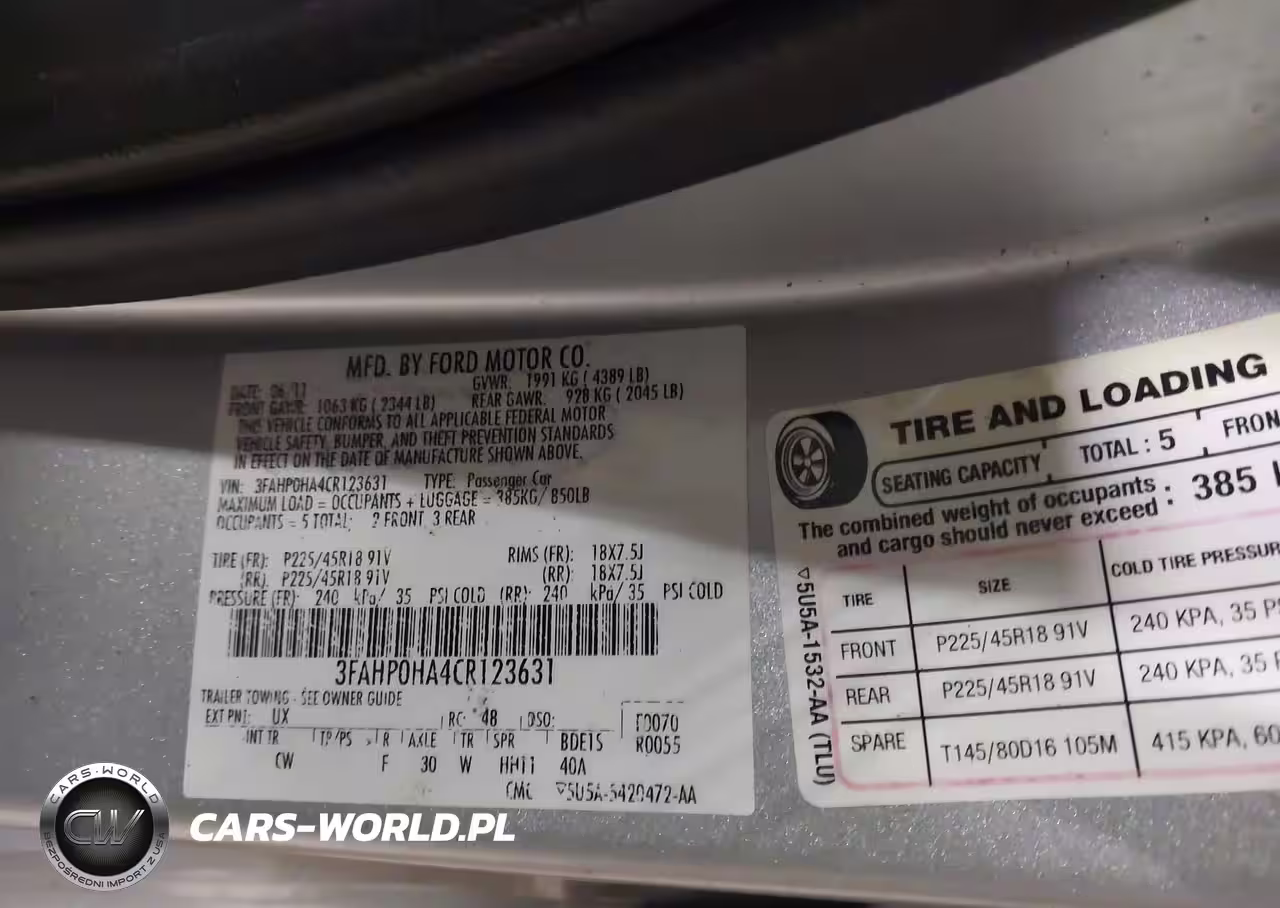 MFD. BY FORD MOTOR CO.
DATE: 06/11 GVWR: 1991 KG ( 4389 LB)
FRONT GAWR: 1063 KG ( 2344 LB) REAR GAWR: 928 KG ( 2045 LB)
THIS VEHICLE CONFORMS TO ALL APPLICABLE FEDERAL MOTOR
VEHICLE SAFETY, BUMPER, AND THEFT PREVENTION STANDARDS
IN EFFECT ON THE DATE OF MANUFACTURE SHOWN ABOVE.
VIN: 3FAHP0HA4CR123631 TYPE: Passenger Car
MAXIMUM LOAD = OCCUPANTS + LUGGAGE = 385KG/ 850LB
OCCUPANTS = 5 TOTAL: 2 FRONT 3 REAR
TIRE (FR): P225/45R18 91V RIMS (FR): 18X7.5J
(RR): P225/45R18 91V (RR): 18X7.5J
PRESSURE (FR): 240 kPa/ 35 PSI COLD (RR): 240 kPa/ 35 PSI COLD
3FAHP0HA4CR123631
TRAILER TOWING - SEE OWNER GUIDE
EXT PNT: UX RC: 48 DSO:
INT TR TP/PS R AXLE TR SPR BDE1S R0055
CW F 30 W HH11 40A
▽5U5A-5420472-AA
TIRE AND LOADING
SEATING CAPACITY TOTAL : 5 FRON
The combined weight of occupants : 385
and cargo should never exceed :
TIRE SIZE COLD TIRE PRESSUR
FRONT P225/45R18 91V 240 KPA, 35 P
REAR P225/45R18 91V 240 KPA, 35
SPARE T145/80D16 105M 415 KPA, 60
▽5U5A-1532-AA (TLU)
CARS-WORLD
CW
BEZPOŚREDNI IMPORT Z USA
CARS-WORLD.PL